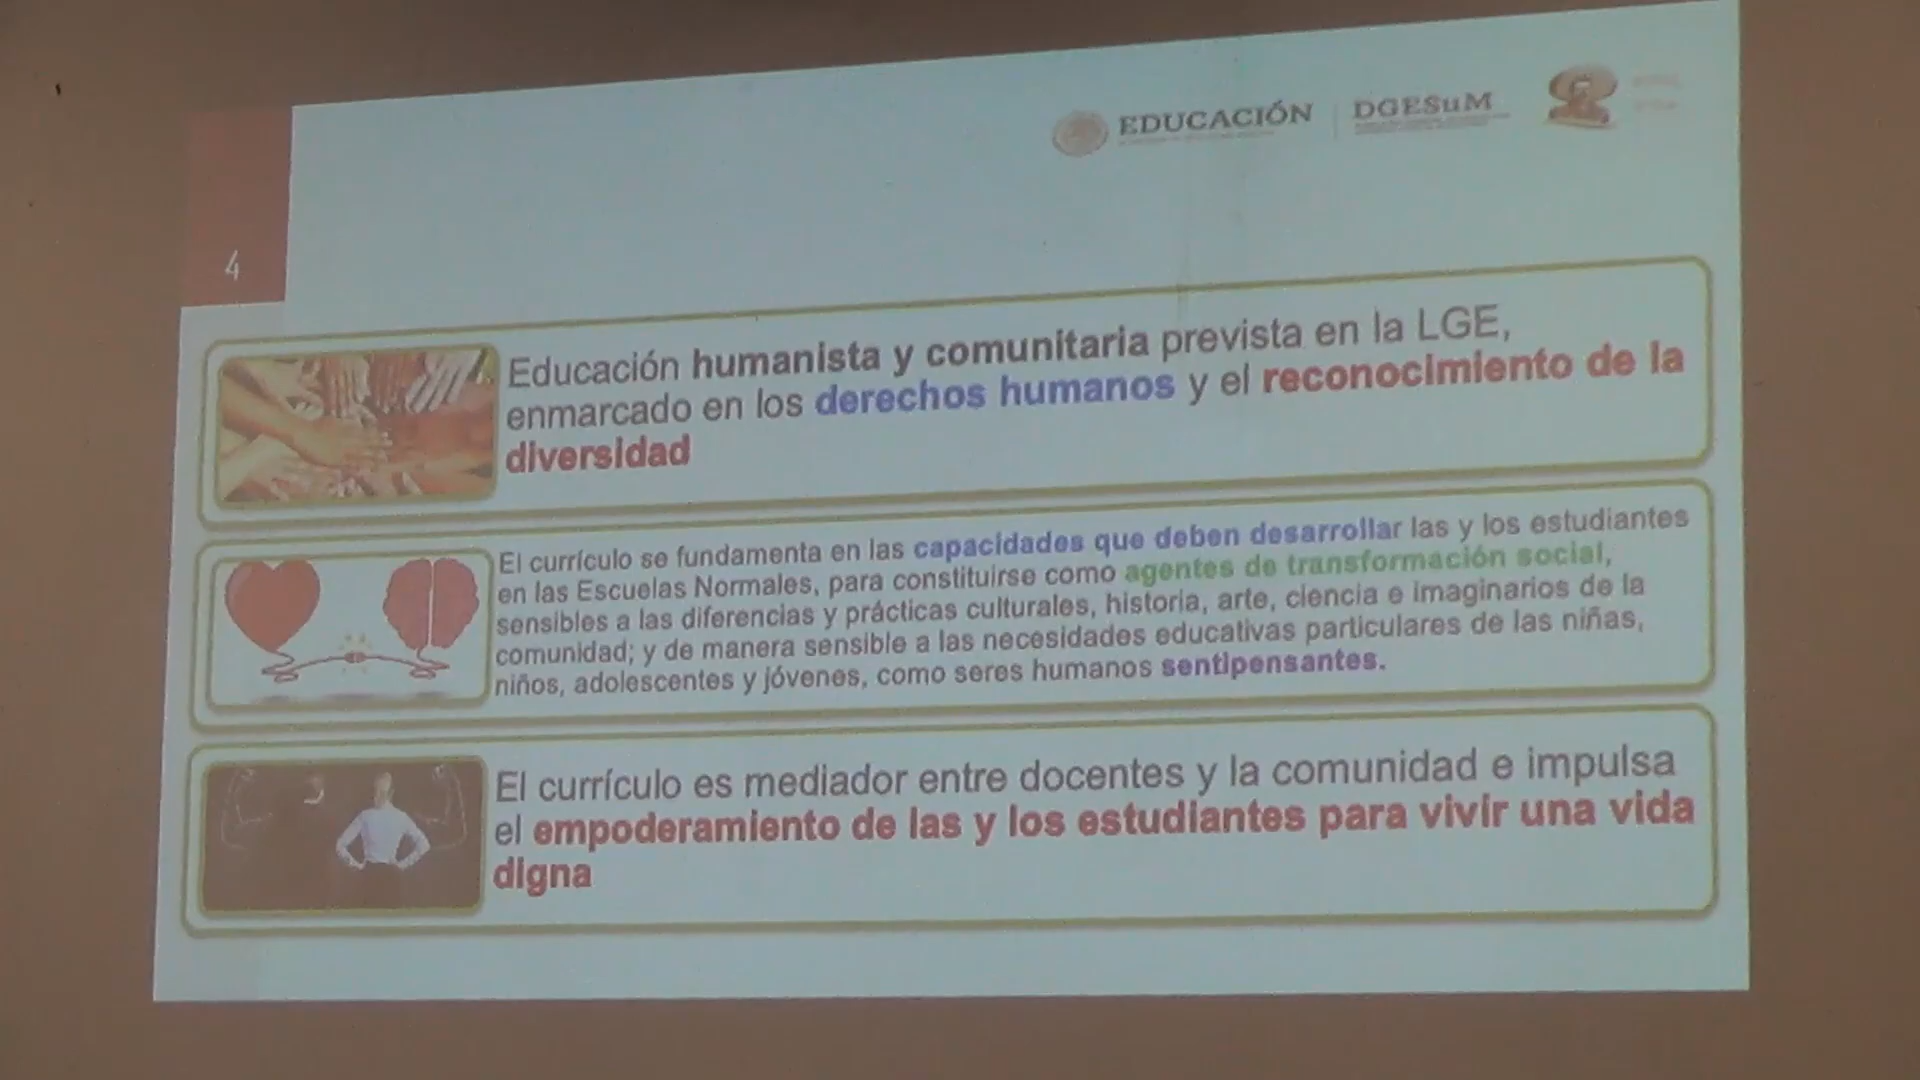 EDUCACIÓN
DGESuM
4
Educación humanista y comunitaria prevista en la LGE,
enmarcado en los derechos humanos y el reconocimiento de la
diversidad
El currículo se fundamenta en las capacidades que deben desarrollar las y los estudiantes
en las Escuelas Normales, para constituirse como agentes de transformación social,
sensibles a las diferencias y prácticas culturales, historia, arte, ciencia e imaginarios de la
comunidad; y de manera sensible a las necesidades educativas particulares de las niñas,
niños, adolescentes y jóvenes, como seres humanos sentipensantes.
El currículo es mediador entre docentes y la comunidad e impulsa
el empoderamiento de las y los estudiantes para vivir una vida
digna